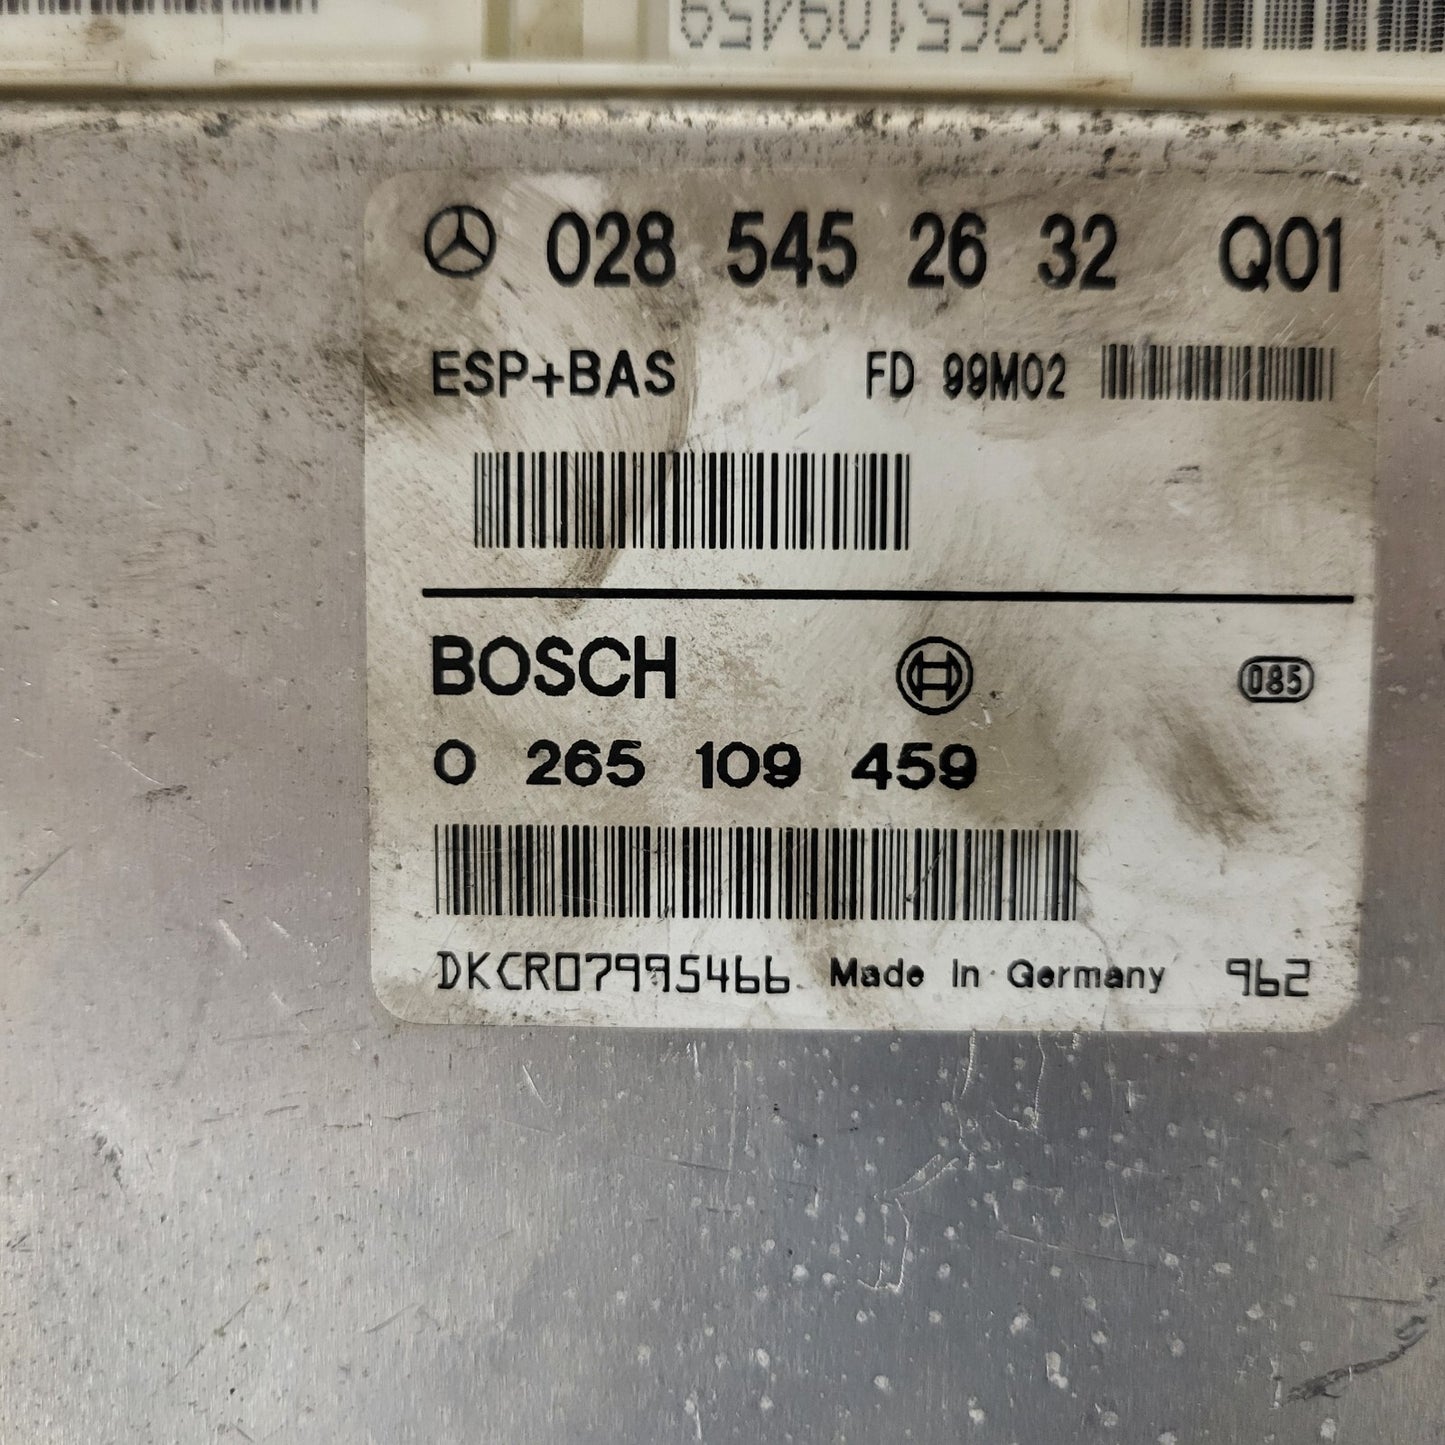 0265109459
028 545 26 32 Q01
ESP+BAS FD 99M02
BOSCH 085
0 265 109 459
DKCR07995466 Made In Germany 962